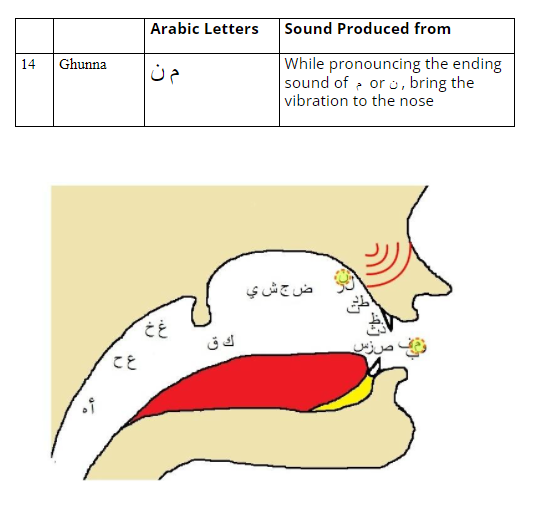 Arabic Letters Sound Produced from
14 Ghunna م ن While pronouncing the ending
sound of م or ن, bring the
vibration to the nose
ن
ل ر
ض ج ش ي
ط د ت
ظ
ذ ث
غ خ
ك ق
ص ز س
ف م
ع ح
أ ه